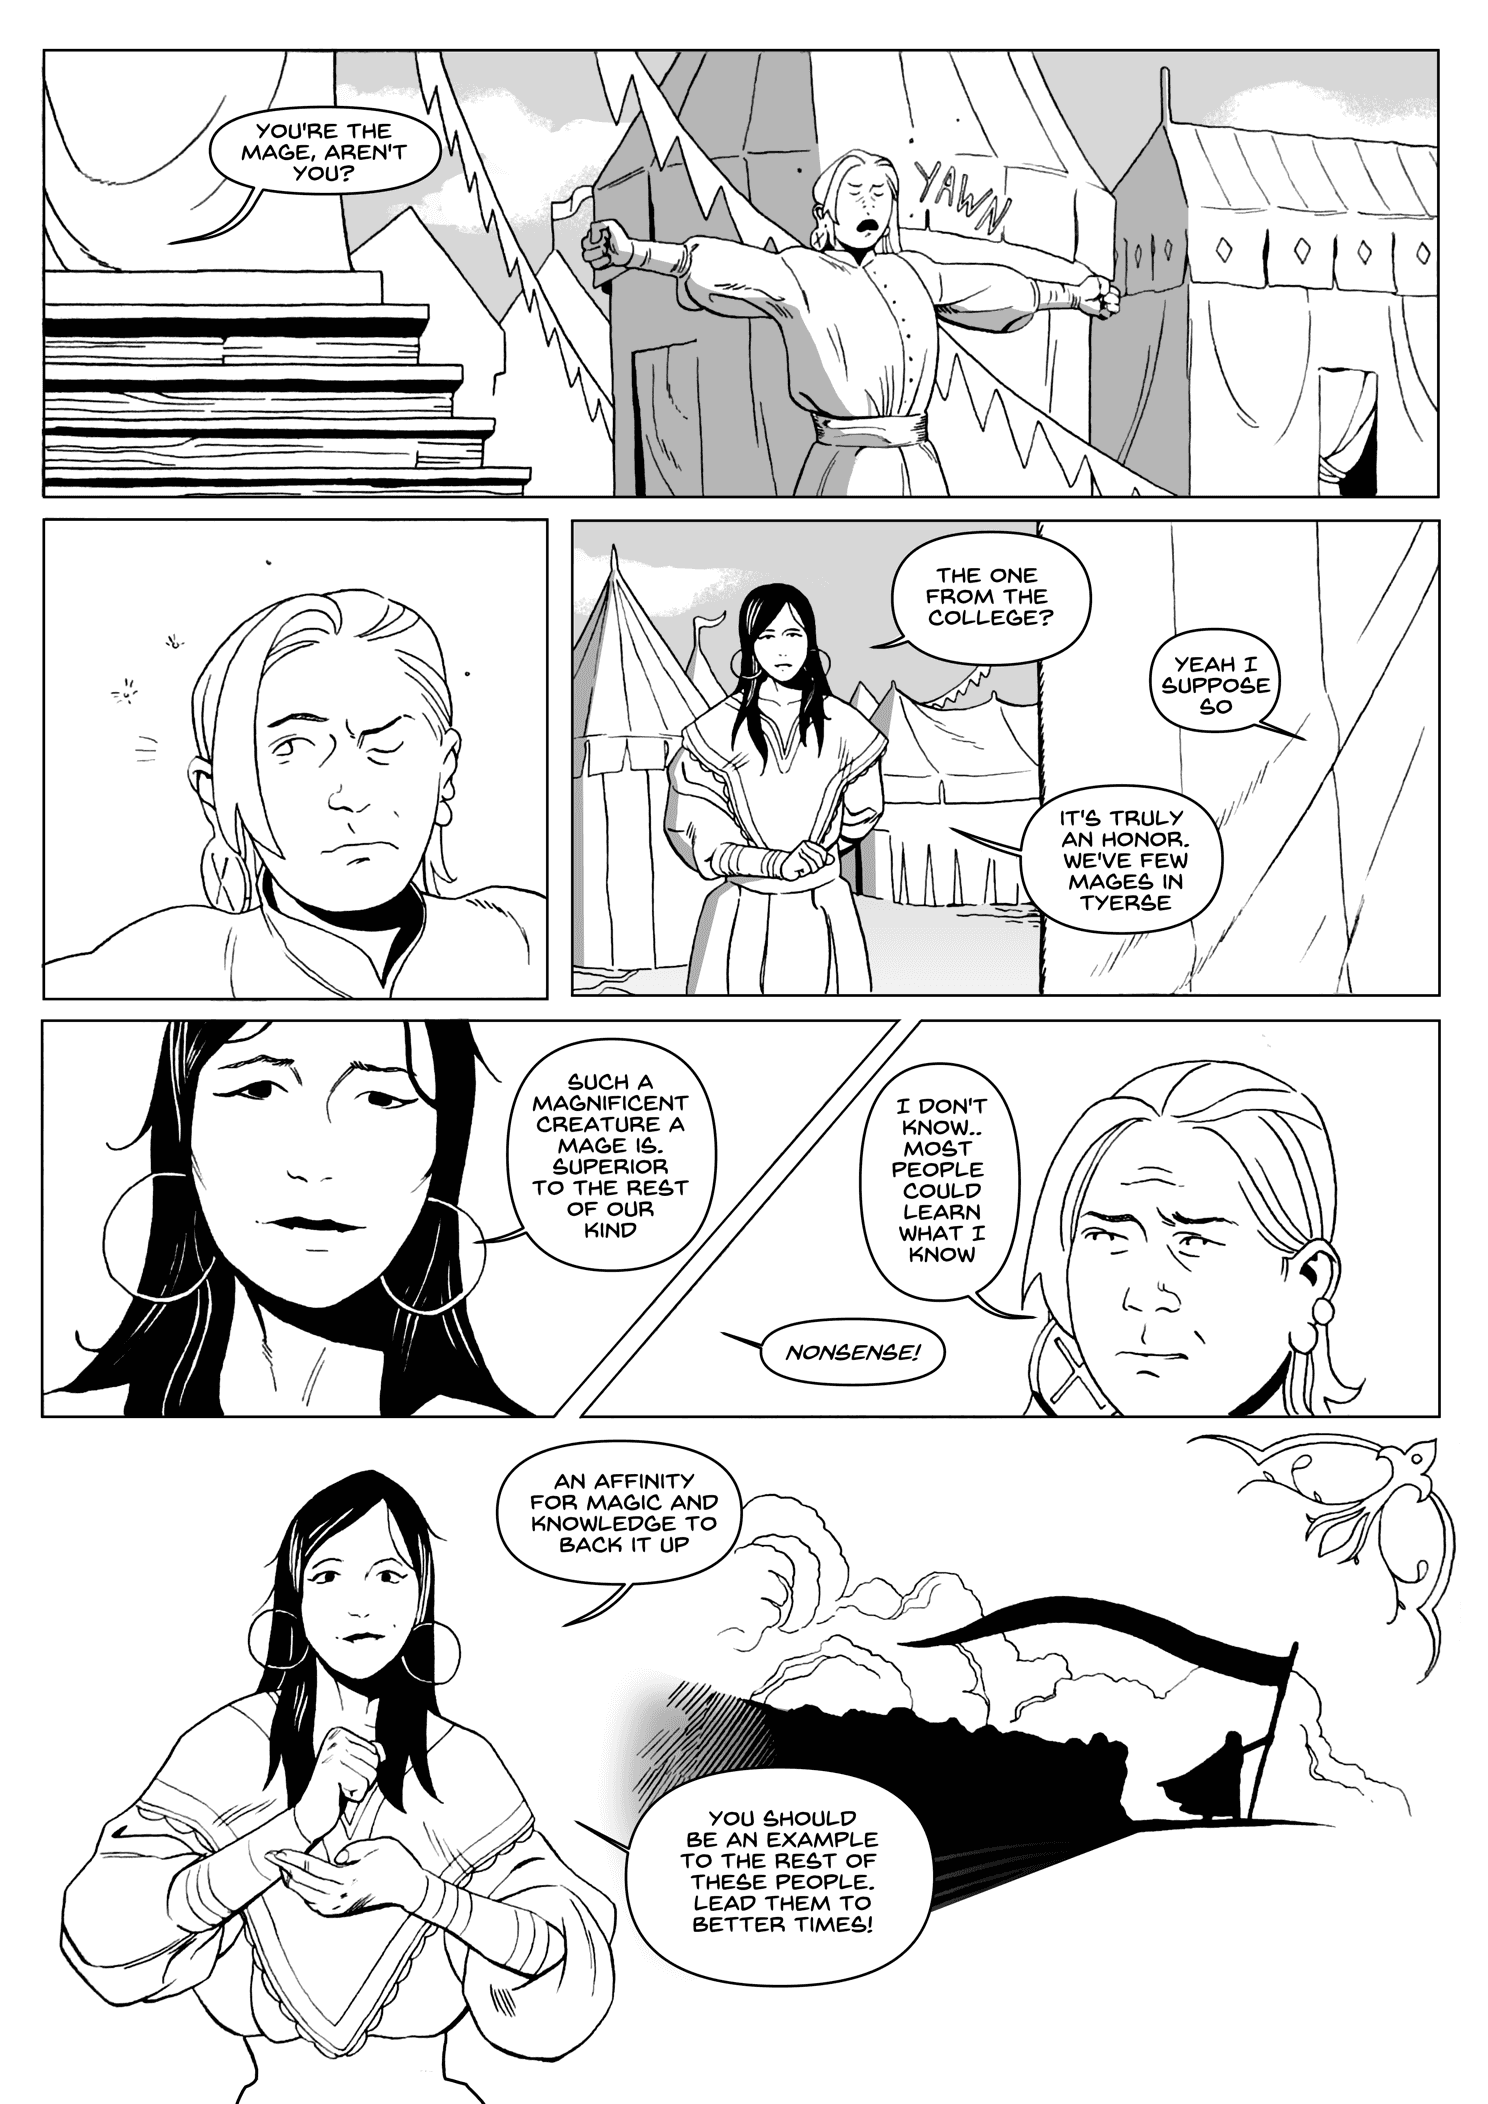 YOU'RE THE
MAGE, AREN'T
YOU?
YAWN
THE ONE
FROM THE
COLLEGE?
YEAH I
SUPPOSE
SO
IT'S TRULY
AN HONOR.
WE'VE FEW
MAGES IN
TYERSE
SUCH A
MAGNIFICENT
CREATURE A
MAGE IS.
SUPERIOR
TO THE REST
OF OUR
KIND
I DON'T
KNOW..
MOST
PEOPLE
COULD
LEARN
WHAT I
KNOW
NONSENSE!
AN AFFINITY
FOR MAGIC AND
KNOWLEDGE TO
BACK IT UP
YOU SHOULD
BE AN EXAMPLE
TO THE REST OF
THESE PEOPLE.
LEAD THEM TO
BETTER TIMES!